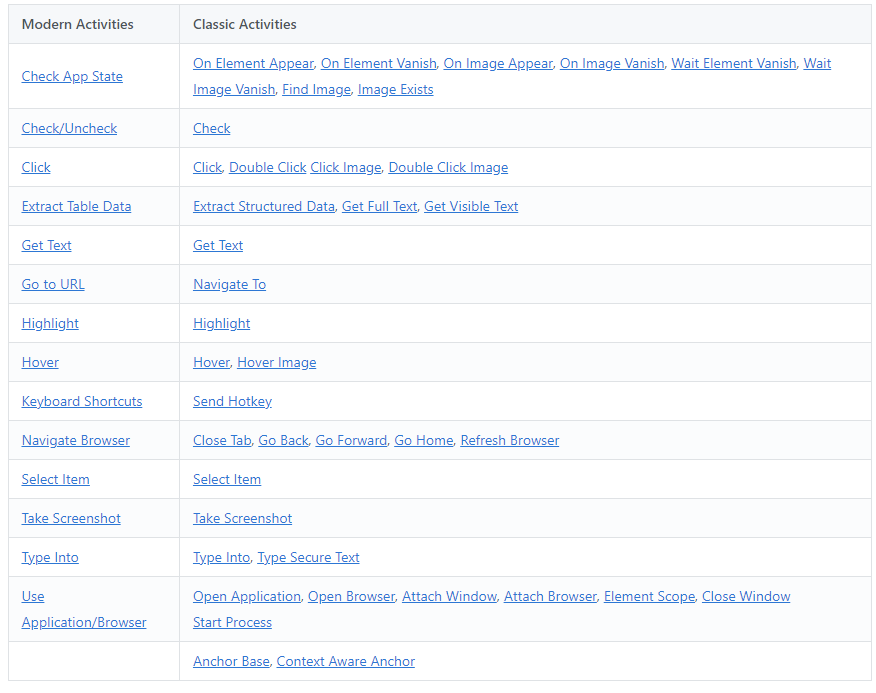 Modern Activities Classic Activities
Check App State On Element Appear, On Element Vanish, On Image Appear, On Image Vanish, Wait Element Vanish, Wait
Image Vanish, Find Image, Image Exists
Check/Uncheck Check
Click Click, Double Click Click Image, Double Click Image
Extract Table Data Extract Structured Data, Get Full Text, Get Visible Text
Get Text Get Text
Go to URL Navigate To
Highlight Highlight
Hover Hover, Hover Image
Keyboard Shortcuts Send Hotkey
Navigate Browser Close Tab, Go Back, Go Forward, Go Home, Refresh Browser
Select Item Select Item
Take Screenshot Take Screenshot
Type Into Type Into, Type Secure Text
Use Open Application, Open Browser, Attach Window, Attach Browser, Element Scope, Close Window
Application/Browser Start Process
Anchor Base, Context Aware Anchor